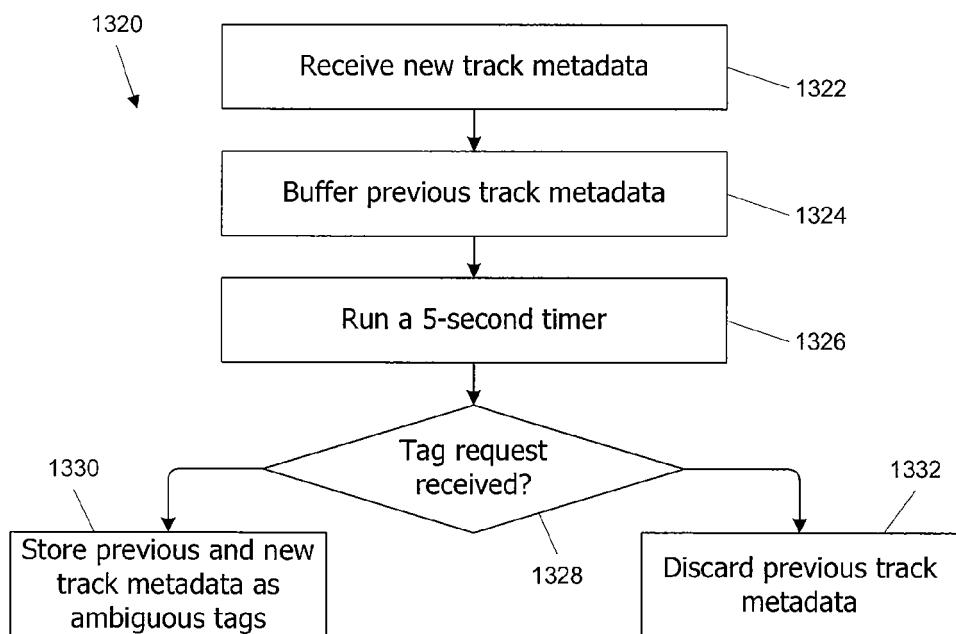 1320
Receive new track metadata
1322
Buffer previous track metadata
1324
Run a 5-second timer
1326
Tag request
received?
1328
1330
Store previous and new
track metadata as
ambiguous tags
1332
Discard previous track
metadata